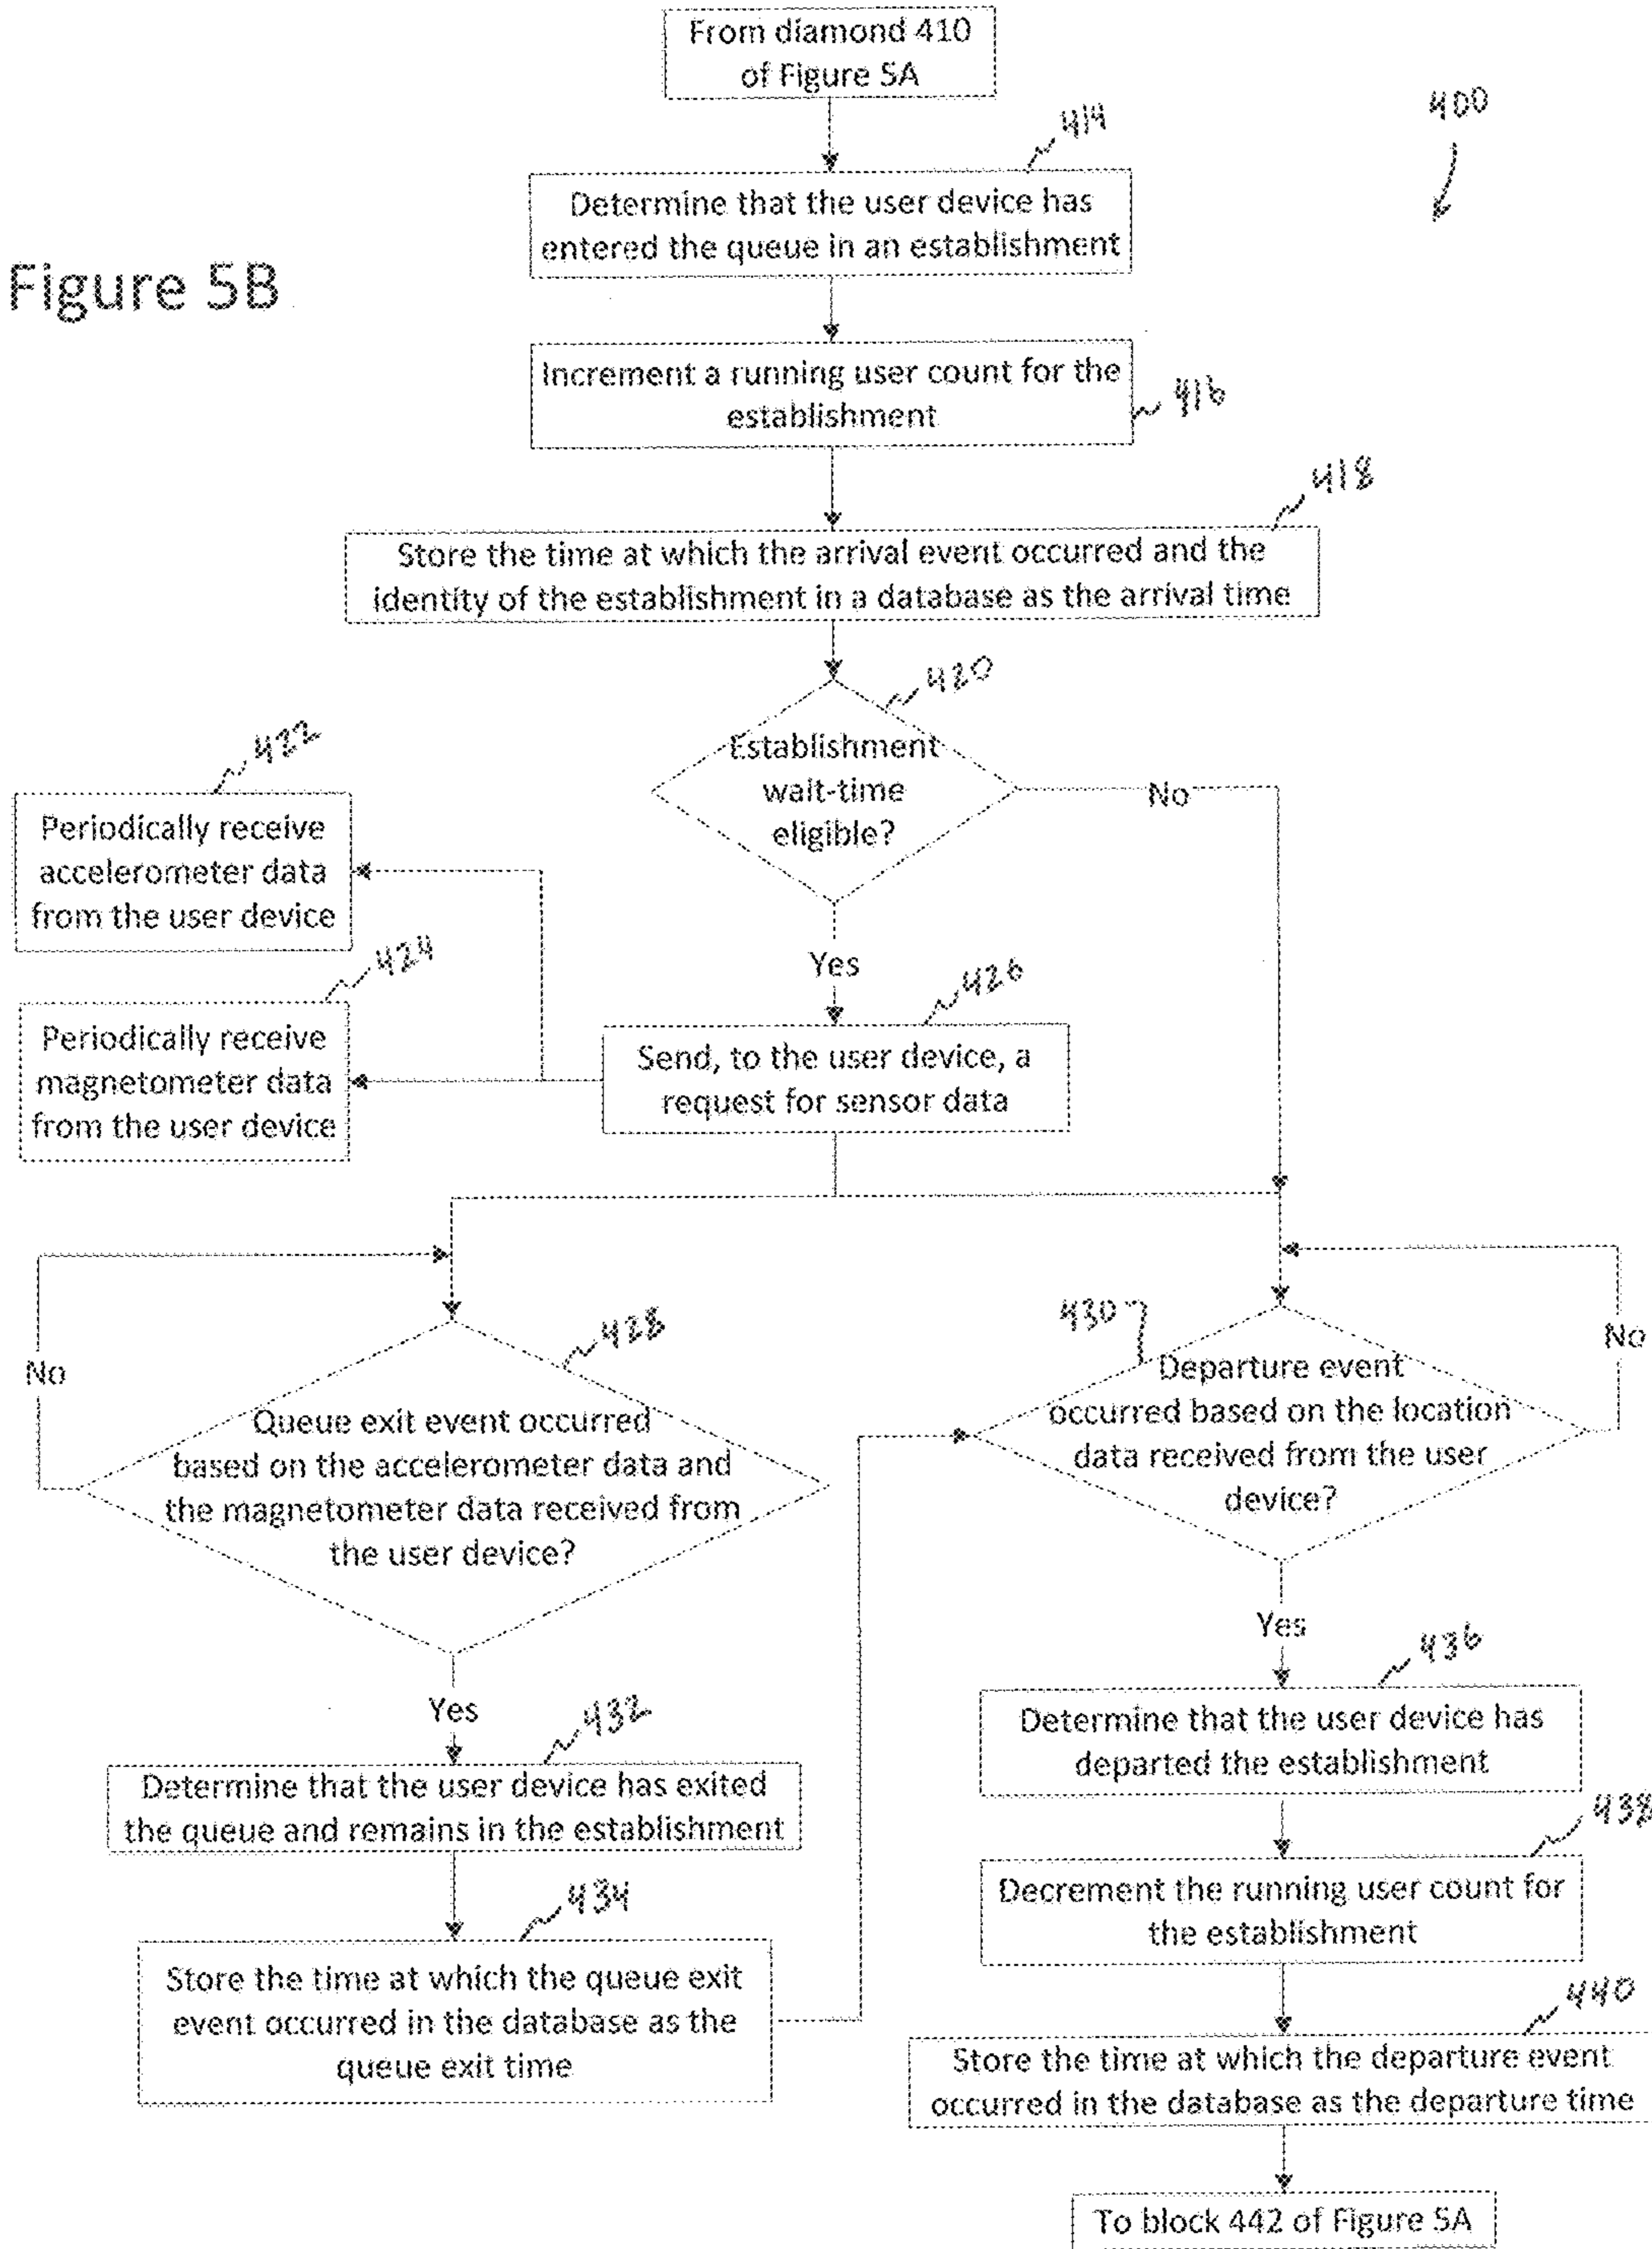 From diamond 410
of Figure 5A
400
414
Determine that the user device has
entered the queue in an establishment
Figure 5B
Increment a running user count for the
establishment
416
418
Store the time at which the arrival event occurred and the
identity of the establishment in a database as the arrival time
420
Establishment
wait-time
eligible?
No
422
Periodically receive
accelerometer data
from the user device
424
Periodically receive
magnetometer data
from the user device
Yes
426
Send, to the user device, a
request for sensor data
No
428
Queue exit event occurred
based on the accelerometer data and
the magnetometer data received from
the user device?
430
No
Departure event
occurred based on the location
data received from the user
device?
Yes
432
Determine that the user device has exited
the queue and remains in the establishment
434
Store the time at which the queue exit
event occurred in the database as the
queue exit time
Yes
436
Determine that the user device has
departed the establishment
438
Decrement the running user count for
the establishment
440
Store the time at which the departure event
occurred in the database as the departure time
To block 442 of Figure 5A